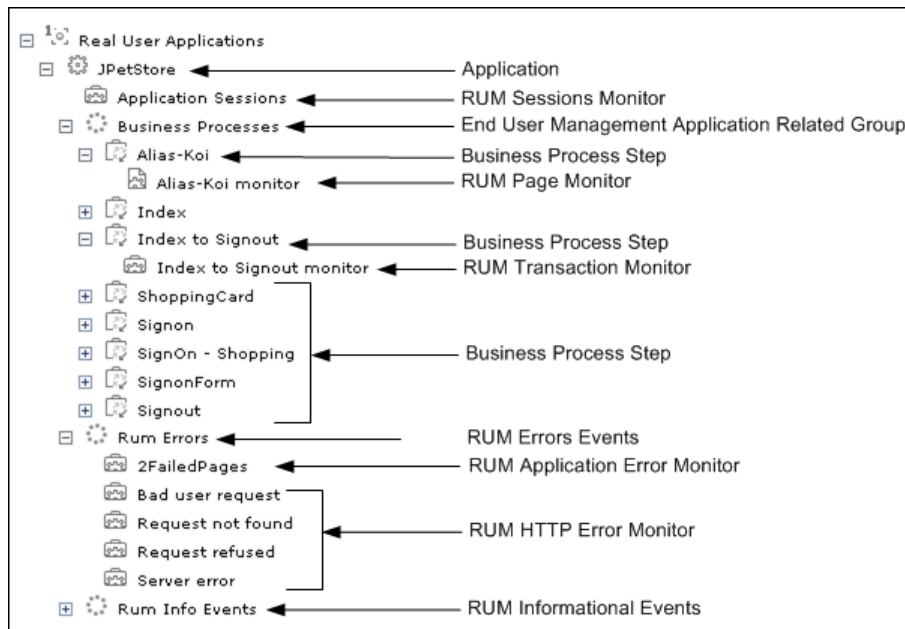 1 Real User Applications
JPetStore Application
Application Sessions RUM Sessions Monitor
Business Processes End User Management Application Related Group
Alias-Koi Business Process Step
Alias-Koi monitor RUM Page Monitor
Index
Index to Signout Business Process Step
Index to Signout monitor RUM Transaction Monitor
ShoppingCard
Signon
SignOn - Shopping Business Process Step
SignonForm
Signout
Rum Errors RUM Errors Events
2FailedPages RUM Application Error Monitor
Bad user request
Request not found RUM HTTP Error Monitor
Request refused
Server error
Rum Info Events RUM Informational Events